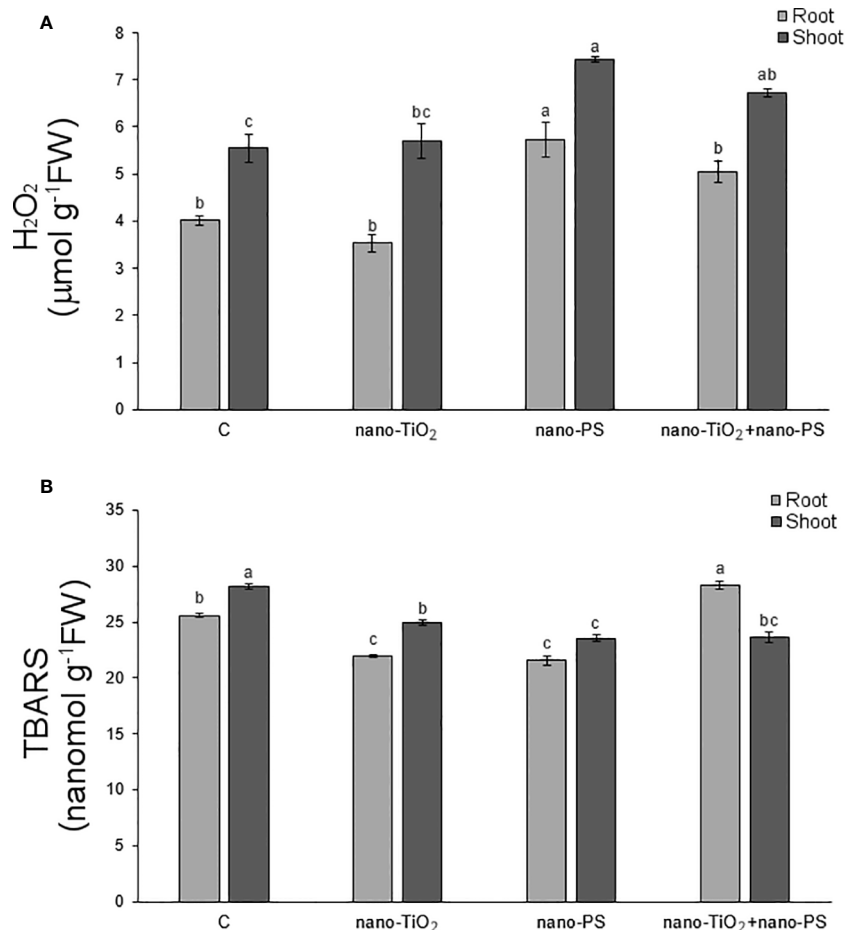 A
Root
Shoot
H₂O₂
(µmol g⁻¹FW)
8
7
6
5
4
3
2
1
0
b
c
b
bc
a
a
b
ab
C
nano-TiO₂
nano-PS
nano-TiO₂+nano-PS
B
Root
Shoot
TBARS
(nanomol g⁻¹FW)
35
30
25
20
15
10
5
0
b
a
c
b
c
c
a
bc
C
nano-TiO₂
nano-PS
nano-TiO₂+nano-PS